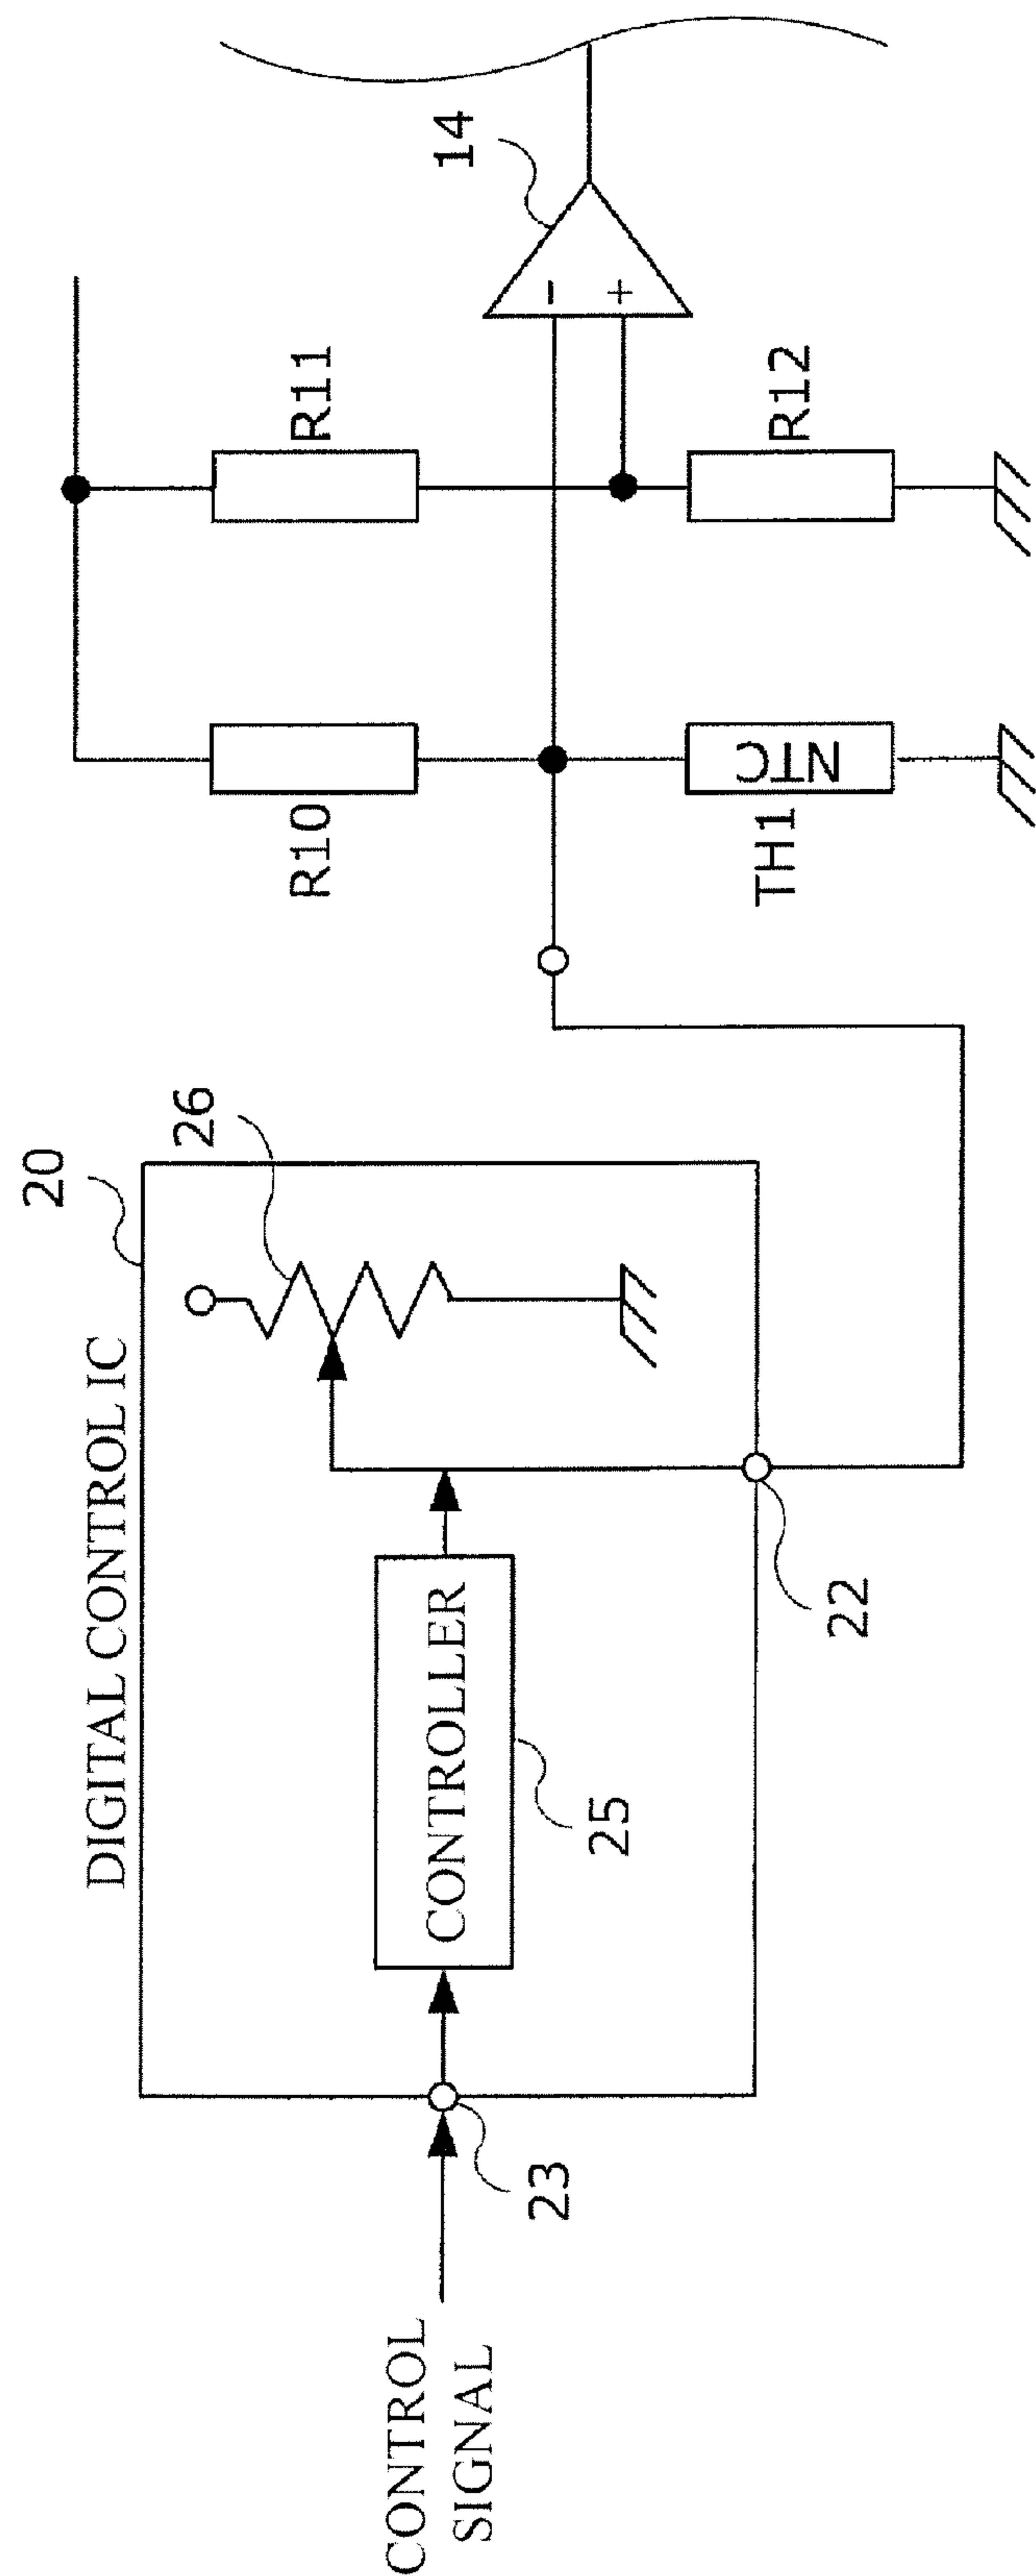 DIGITAL CONTROL IC
20
26
CONTROL
SIGNAL
23
CONTROLLER
25
22
R10
R11
14
-
+
TH1
NTC
R12